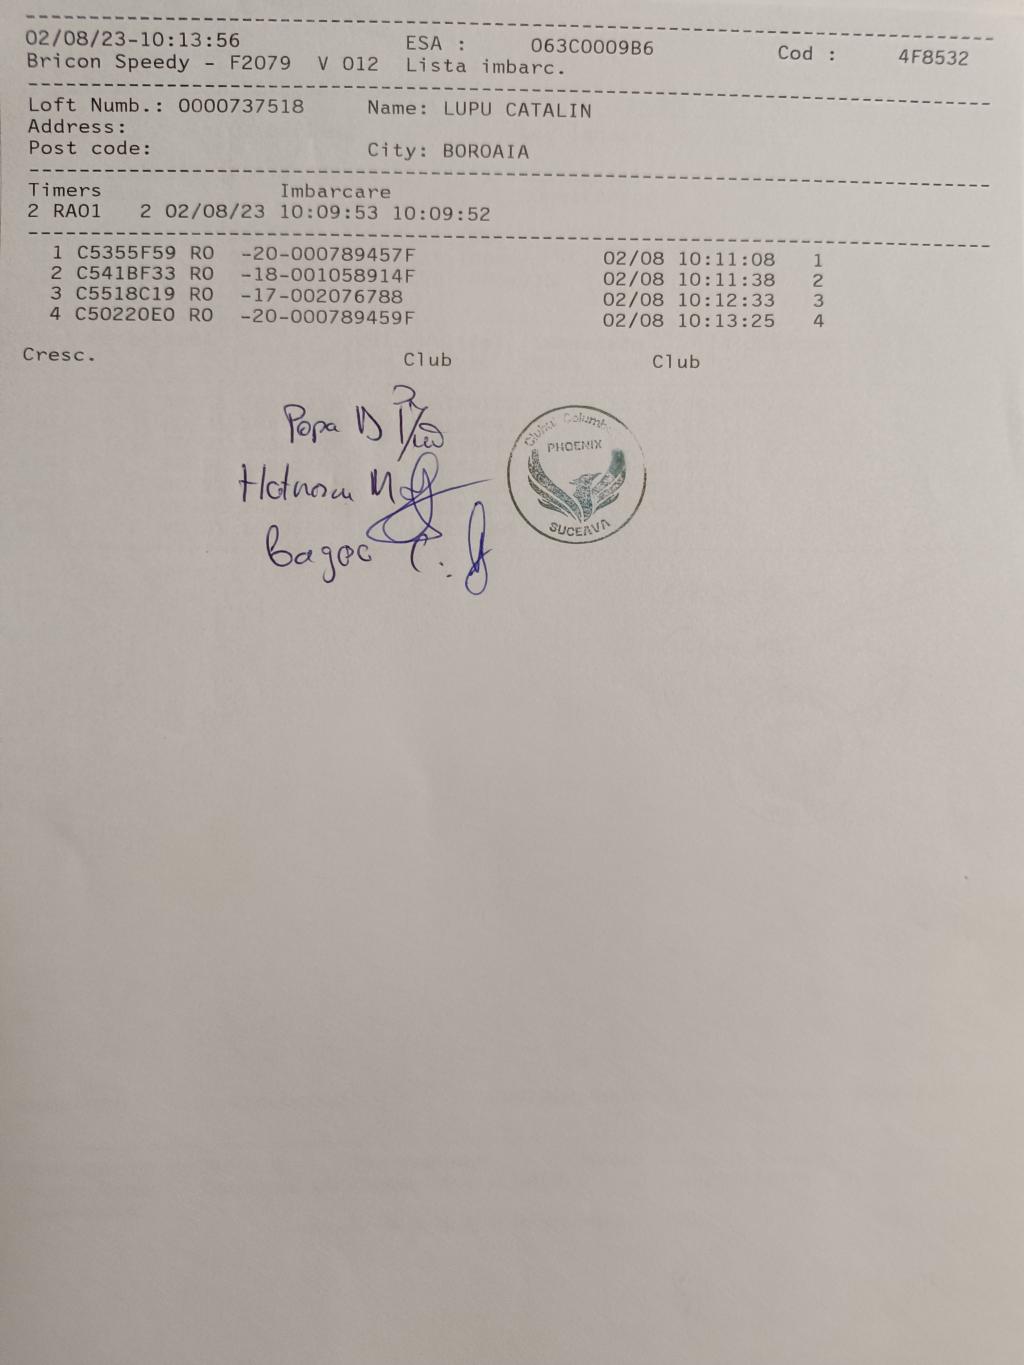 02/08/23-10:13:56 ESA : 063C0009B6 Cod : 4F8532
Bricon Speedy - F2079 V 012 Lista imbarc.
Loft Numb.: 0000737518 Name: LUPU CATALIN
Address:
Post code: City: BOROAIA
Timers Imbarcare
2 RA01 2 02/08/23 10:09:53 10:09:52
1 C5355F59 RO -20-000789457F 02/08 10:11:08 1
2 C541BF33 RO -18-001058914F 02/08 10:11:38 2
3 C5518C19 RO -17-002076788 02/08 10:12:33 3
4 C50220E0 RO -20-000789459F 02/08 10:13:25 4
Cresc. Club Club
Popa D
M
C.
Clubul
PHOENIX
SUCEAVA